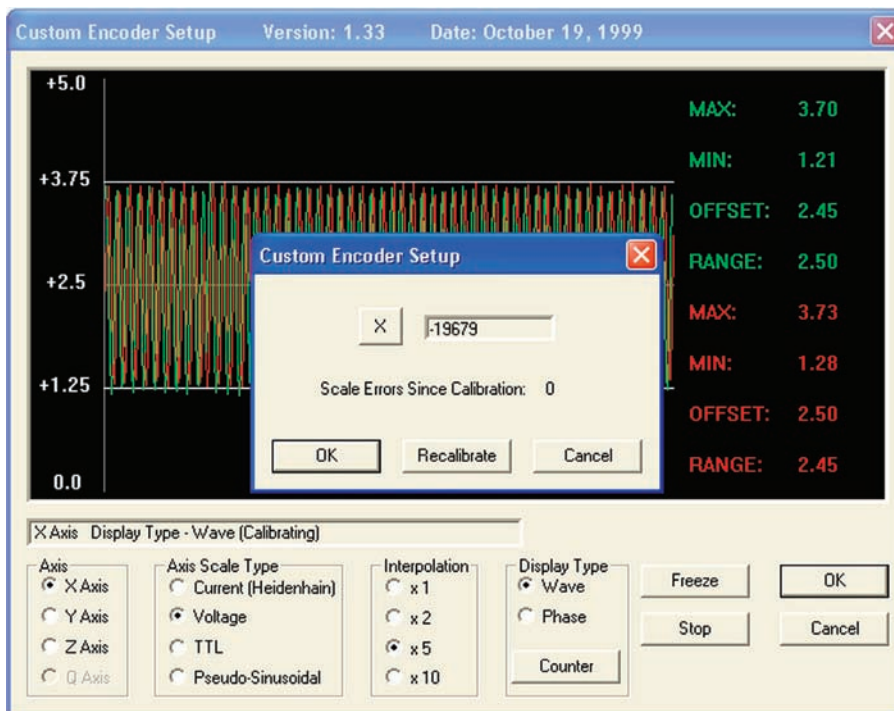 Custom Encoder Setup Version: 1.33 Date: October 19, 1999
+5.0
+3.75
+2.5
+1.25
0.0
MAX: 3.70
MIN: 1.21
OFFSET: 2.45
RANGE: 2.50
MAX: 3.73
MIN: 1.28
OFFSET: 2.50
RANGE: 2.45
Custom Encoder Setup
X -19679
Scale Errors Since Calibration: 0
OK Recalibrate Cancel
X Axis Display Type - Wave (Calibrating)
Axis
X Axis
Y Axis
Z Axis
Q Axis
Axis Scale Type
Current (Heidenhain)
Voltage
TTL
Pseudo-Sinusoidal
Interpolation
x 1
x 2
x 5
x 10
Display Type
Wave
Phase
Counter
Freeze OK
Stop Cancel